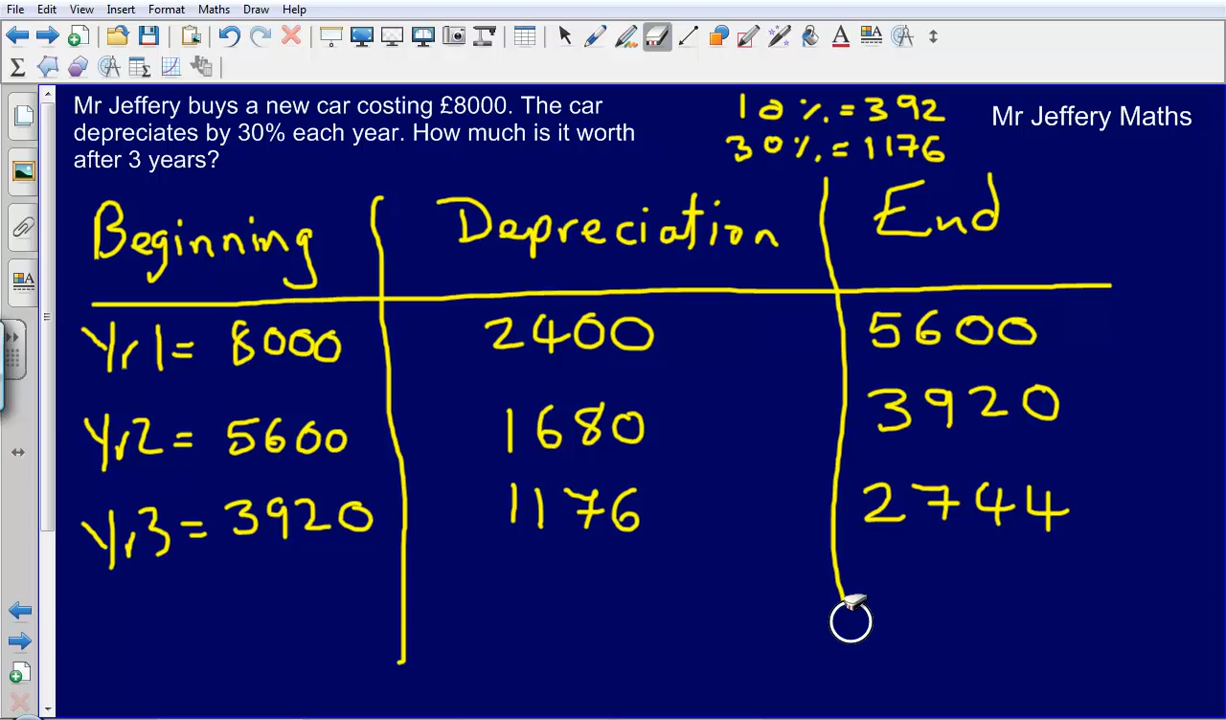 File Edit View Insert Format Maths Draw Help
Mr Jeffery buys a new car costing £8000. The car
depreciates by 30% each year. How much is it worth
after 3 years?
10%.=392
30%.=1176
Mr Jeffery Maths
Beginning Depreciation End
Yr1= 8000 2400 5600
Yr2= 5600 1680 3920
Yr3= 3920 1176 2744